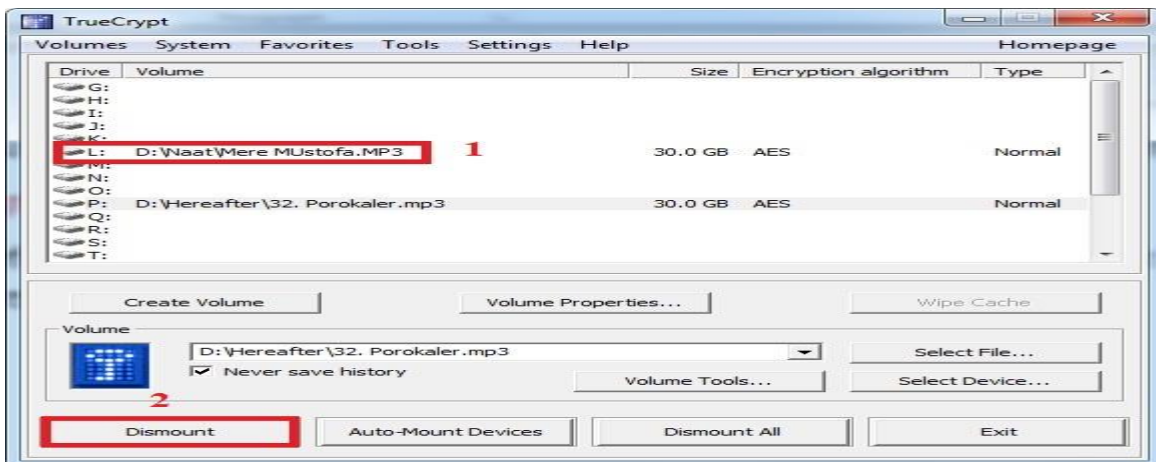 TrueCrypt
Volumes System Favorites Tools Settings Help Homepage
Drive Volume Size Encryption algorithm Type
G:
H:
I:
J:
K:
L: D:\Naat\Mere MUstofa.MP3 30.0 GB AES Normal
1
M:
N:
O:
P: D:\Hereafter\32. Porokaler.mp3 30.0 GB AES Normal
Q:
R:
S:
T:
Create Volume Volume Properties... Wipe Cache
Volume
D:\Hereafter\32. Porokaler.mp3 Select File...
Never save history Volume Tools... Select Device...
2
Dismount Auto-Mount Devices Dismount All Exit